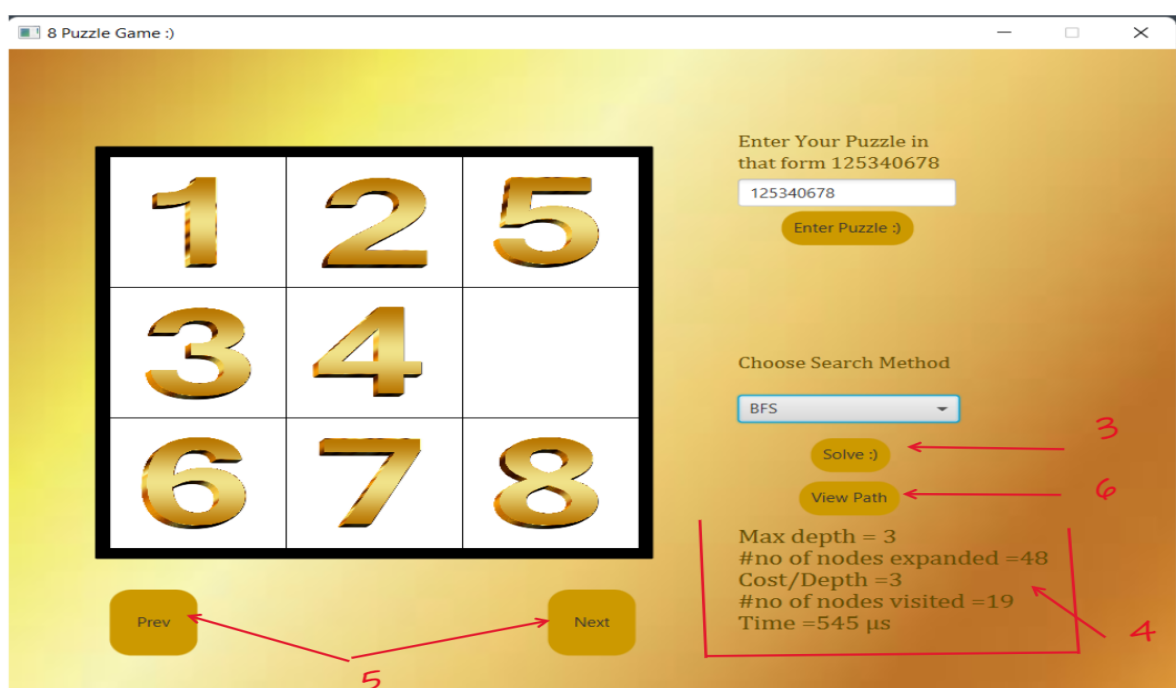 8 Puzzle Game :)
1 2 5
3 4
6 7 8
Prev
Next
5
Enter Your Puzzle in
that form 125340678
125340678
Enter Puzzle :)
Choose Search Method
BFS
Solve :)
3
View Path
6
Max depth = 3
#no of nodes expanded =48
Cost/Depth =3
#no of nodes visited =19
Time =545 µs
4